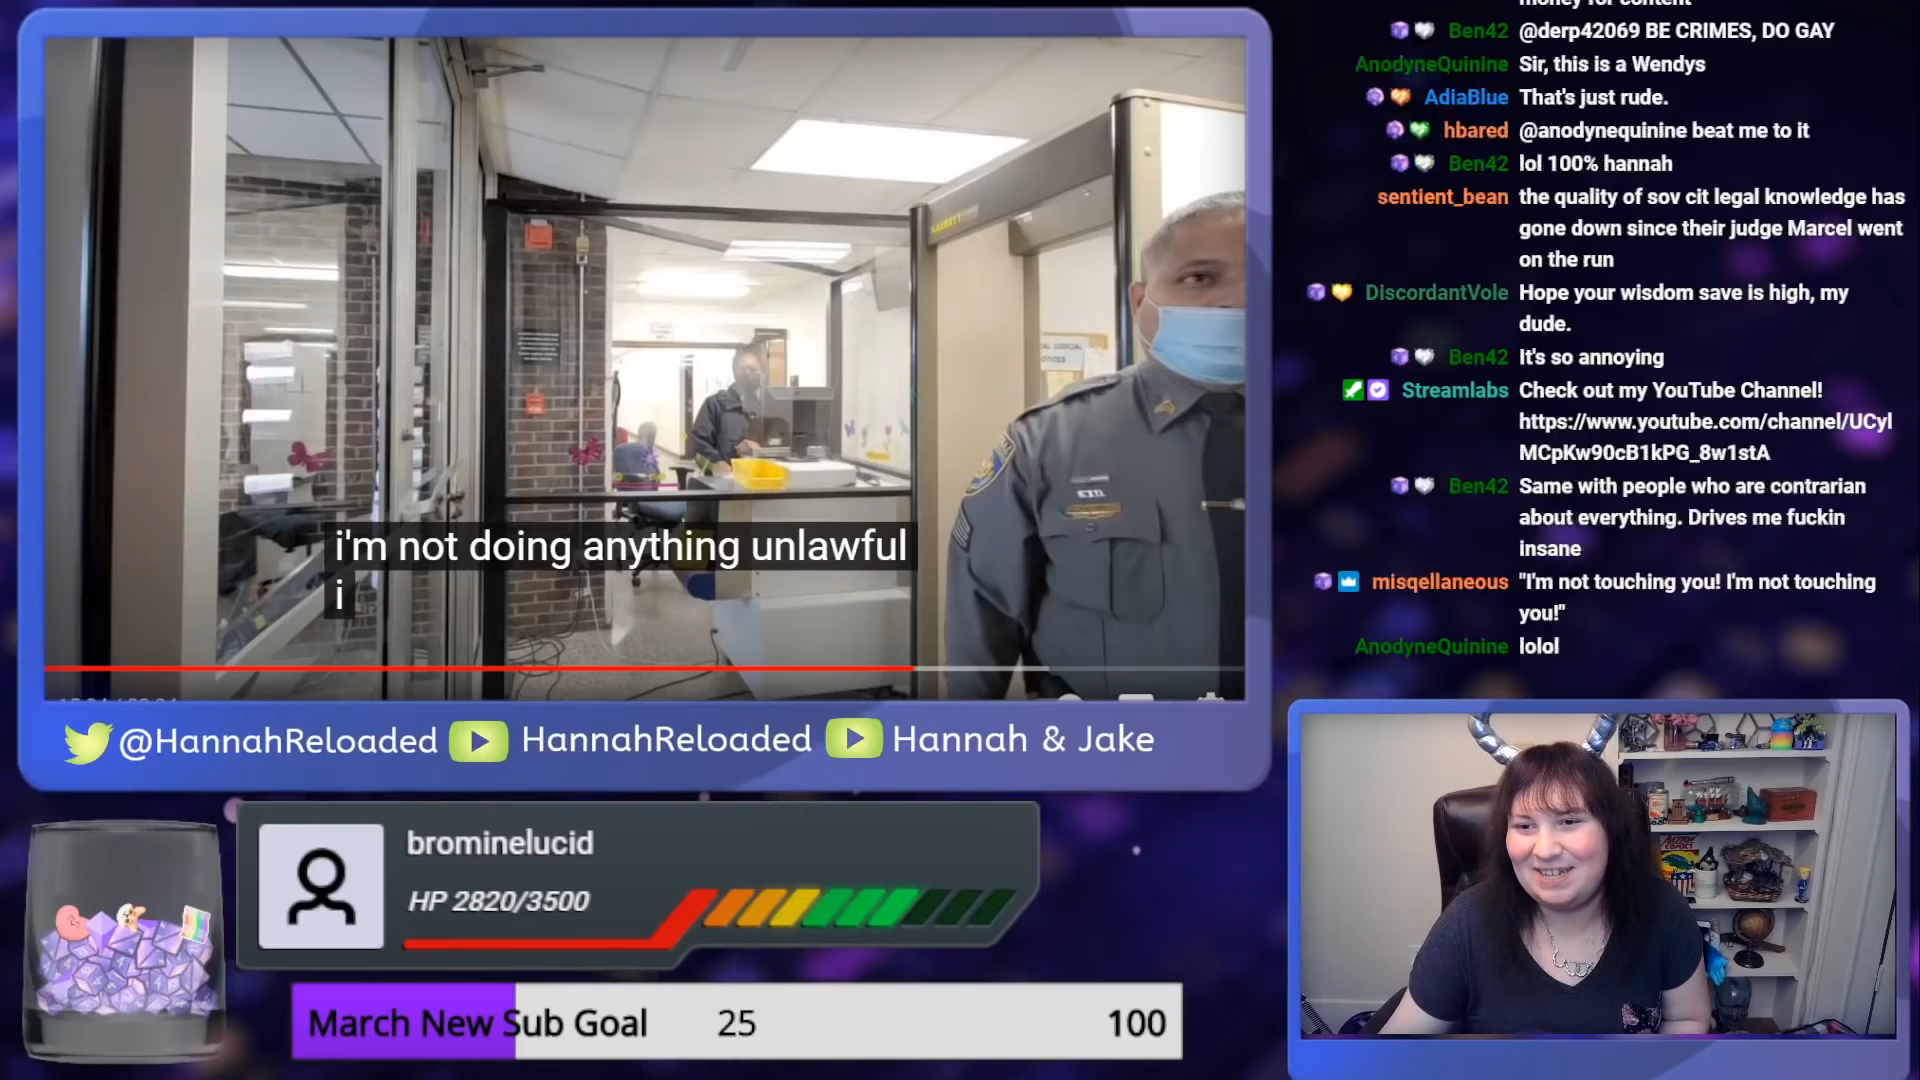 i'm not doing anything unlawful
i
@HannahReloaded HannahReloaded Hannah & Jake
brominelucid
HP 2820/3500
March New Sub Goal 25 100
money for content
Ben42 @derp42069 BE CRIMES, DO GAY
AnodyneQuinine Sir, this is a Wendys
AdiaBlue That's just rude.
hbared @anodynequinine beat me to it
Ben42 lol 100% hannah
sentient_bean the quality of sov cit legal knowledge has
gone down since their judge Marcel went
on the run
DiscordantVole Hope your wisdom save is high, my
dude.
Ben42 It's so annoying
Streamlabs Check out my YouTube Channel!
https://www.youtube.com/channel/UCyl
MCpKw90cB1kPG_8w1stA
Ben42 Same with people who are contrarian
about everything. Drives me fuckin
insane
misqellaneous "I'm not touching you! I'm not touching
you!"
AnodyneQuinine lolol